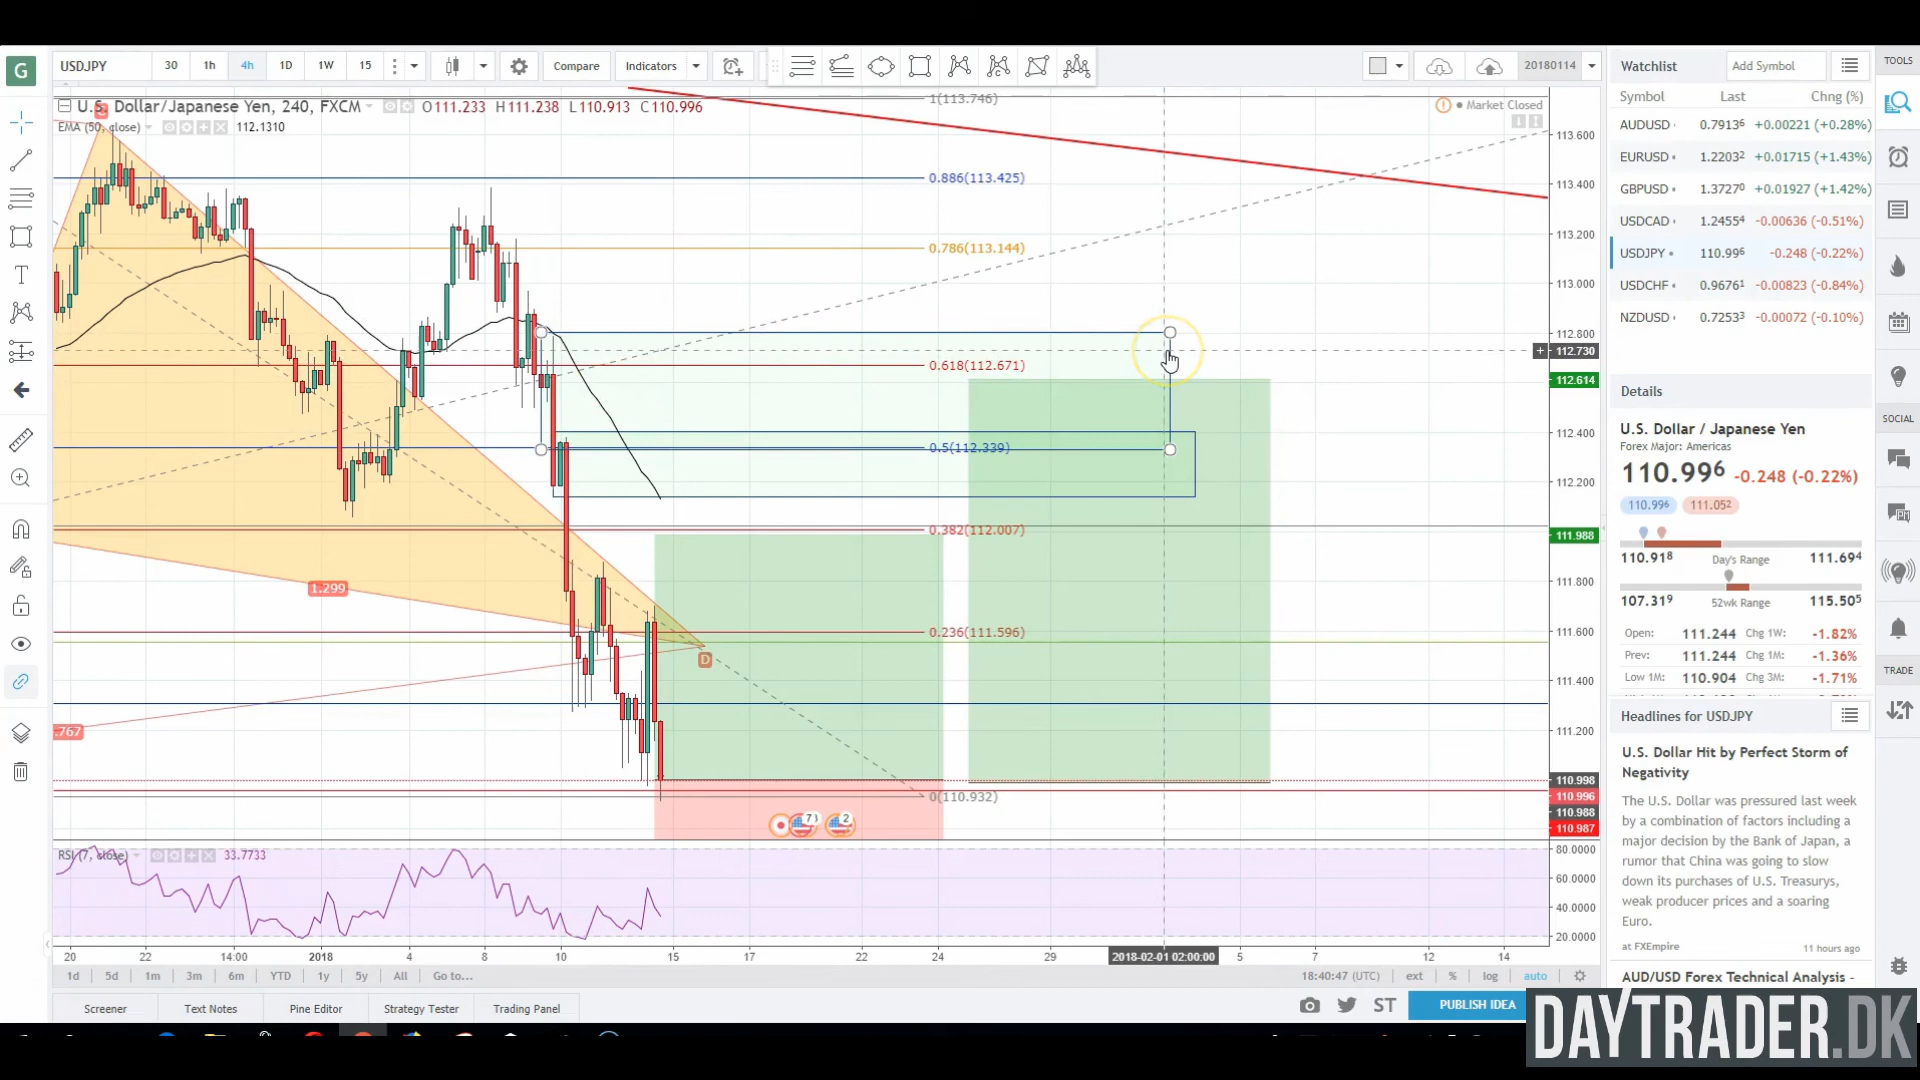 G
USDJPY 30 1h 4h 1D 1W 15 Compare Indicators 20180114
U.S. Dollar/Japanese Yen, 240, FXCM O111.233 H111.238 L110.913 C110.996
EMA (50, close) 112.1310
Market Closed
1(113.746)
0.886(113.425)
0.786(113.144)
0.618(112.671)
0.5(112.339)
0.382(112.007)
0.236(111.596)
0(110.932)
1.299
D
.767
7
2
113.600
113.400
113.200
113.000
112.800
112.730
112.614
112.400
112.200
111.988
111.800
111.600
111.400
111.200
110.998
110.996
110.988
110.987
RSI (7, close) 33.7733
80.0000
60.0000
40.0000
20.0000
20 22 14:00 2018 4 8 10 15 17 22 24 29 2018-02-01 02:00:00 5 7 12 14
1d 5d 1m 3m 6m YTD 1y 5y All Go to... 18:40:47 (UTC) ext % log auto
Screener Text Notes Pine Editor Strategy Tester Trading Panel ST PUBLISH IDEA
Watchlist Add Symbol
Symbol Last Chng (%)
AUDUSD 0.79136 +0.00221 (+0.28%)
EURUSD 1.22032 +0.01715 (+1.43%)
GBPUSD 1.37270 +0.01927 (+1.42%)
USDCAD 1.24554 -0.00636 (-0.51%)
USDJPY 110.996 -0.248 (-0.22%)
USDCHF 0.96761 -0.00823 (-0.84%)
NZDUSD 0.72533 -0.00072 (-0.10%)
Details
U.S. Dollar / Japanese Yen
Forex Major: Americas
110.996 -0.248 (-0.22%)
110.996 111.052
110.918 Day's Range 111.694
107.319 52wk Range 115.505
Open: 111.244 Chg 1W: -1.82%
Prev: 111.244 Chg 1M: -1.36%
Low 1M: 110.904 Chg 3M: -1.71%
Headlines for USDJPY
U.S. Dollar Hit by Perfect Storm of
Negativity
The U.S. Dollar was pressured last week
by a combination of factors including a
major decision by the Bank of Japan, a
rumor that China was going to slow
down its purchases of U.S. Treasurys,
weak producer prices and a soaring
Euro.
at FXEmpire 11 hours ago
AUD/USD Forex Technical Analysis -
TOOLS
SOCIAL
TRADE
DAYTRADER.DK